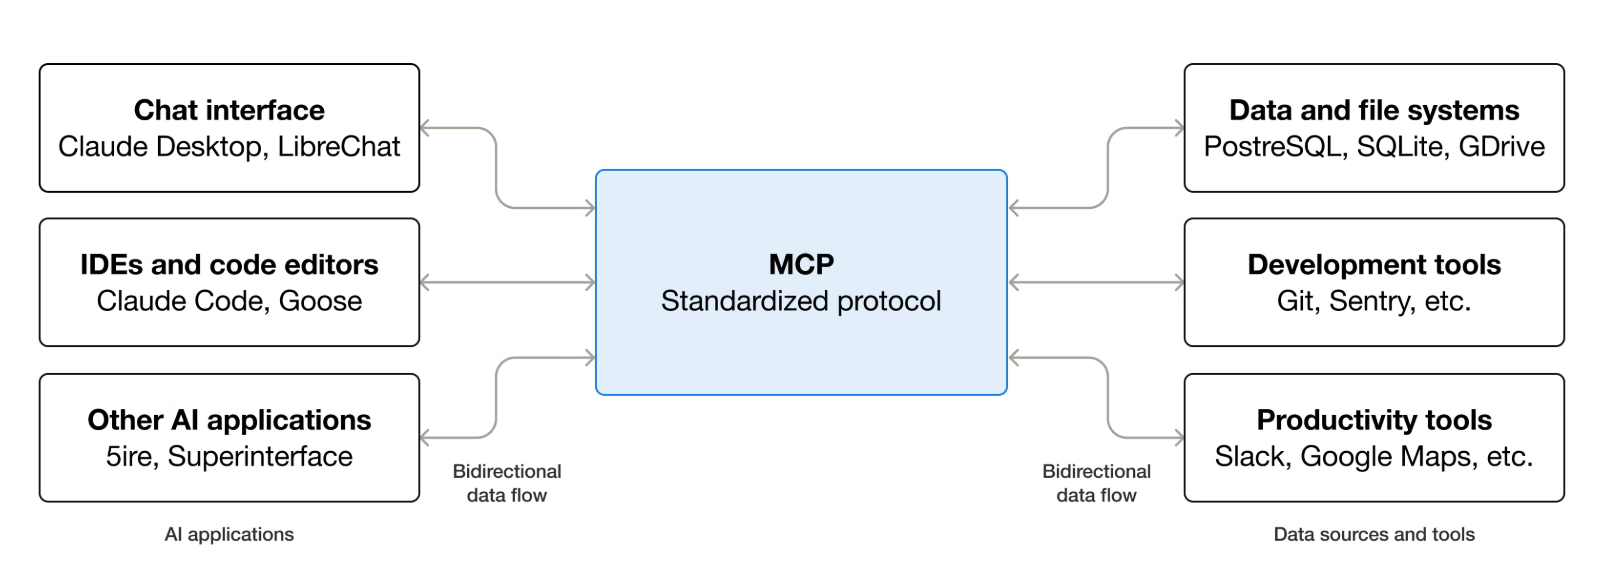 Chat interface
Claude Desktop, LibreChat
IDEs and code editors
Claude Code, Goose
Other AI applications
5ire, Superinterface
AI applications
Bidirectional
data flow
MCP
Standardized protocol
Bidirectional
data flow
Data and file systems
PostreSQL, SQLite, GDrive
Development tools
Git, Sentry, etc.
Productivity tools
Slack, Google Maps, etc.
Data sources and tools